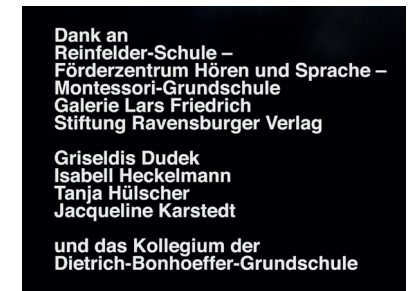 Dank an
Reinfelder-Schule –
Förderzentrum Hören und Sprache –
Montessori-Grundschule
Galerie Lars Friedrich
Stiftung Ravensburger Verlag
Griseldis Dudek
Isabell Heckelmann
Tanja Hülscher
Jacqueline Karstedt
und das Kollegium der
Dietrich-Bonhoeffer-Grundschule